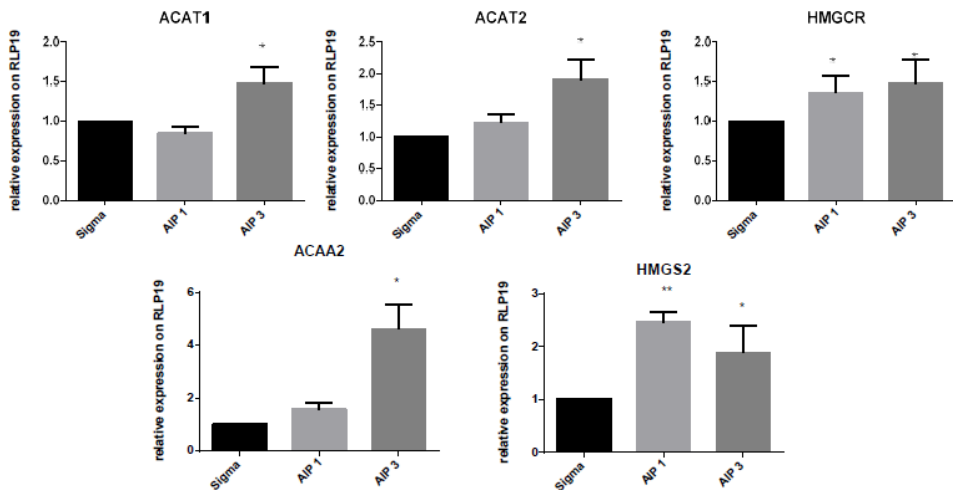 ACAT1
relative expression on RLP19
2.0
1.5
1.0
0.5
0.0
*
Sigma
AIP 1
AIP 3
ACAT2
relative expression on RLP19
2.5
2.0
1.5
1.0
0.5
0.0
*
Sigma
AIP 1
AIP 3
HMGCR
relative expression on RLP19
2.0
1.5
1.0
0.5
0.0
*
*
Sigma
AIP 1
AIP 3
ACAA2
relative expression on RLP19
6
4
2
0
*
Sigma
AIP 1
AIP 3
HMGS2
relative expression on RLP19
3
2
1
0
**
*
Sigma
AIP 1
AIP 3